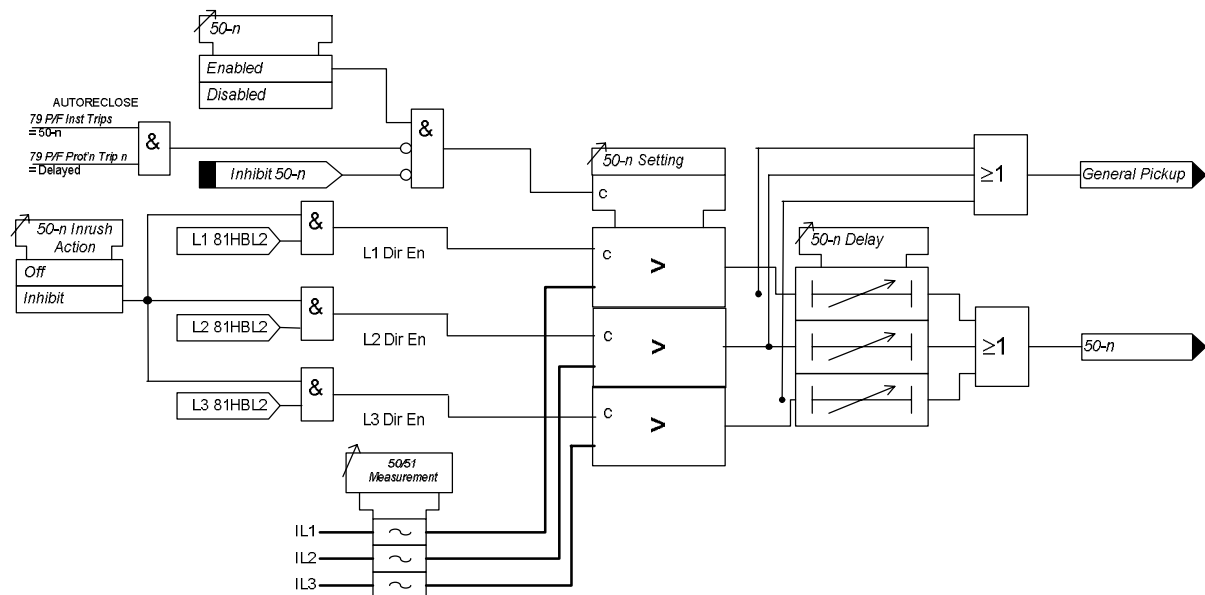 50-n
Enabled
Disabled
AUTORECLOSE
79 P/F Inst Trips
= 50-n
79 P/F Prot'n Trip n
= Delayed
&
&
Inhibit 50-n
50-n Setting
c
≥1
General Pickup
50-n Inrush
Action
Off
Inhibit
L1 81HBL2
&
L1 Dir En
c
>
50-n Delay
L2 81HBL2
&
L2 Dir En
c
>
≥1
50-n
L3 81HBL2
&
L3 Dir En
c
>
50/51
Measurement
IL1
~
IL2
~
IL3
~